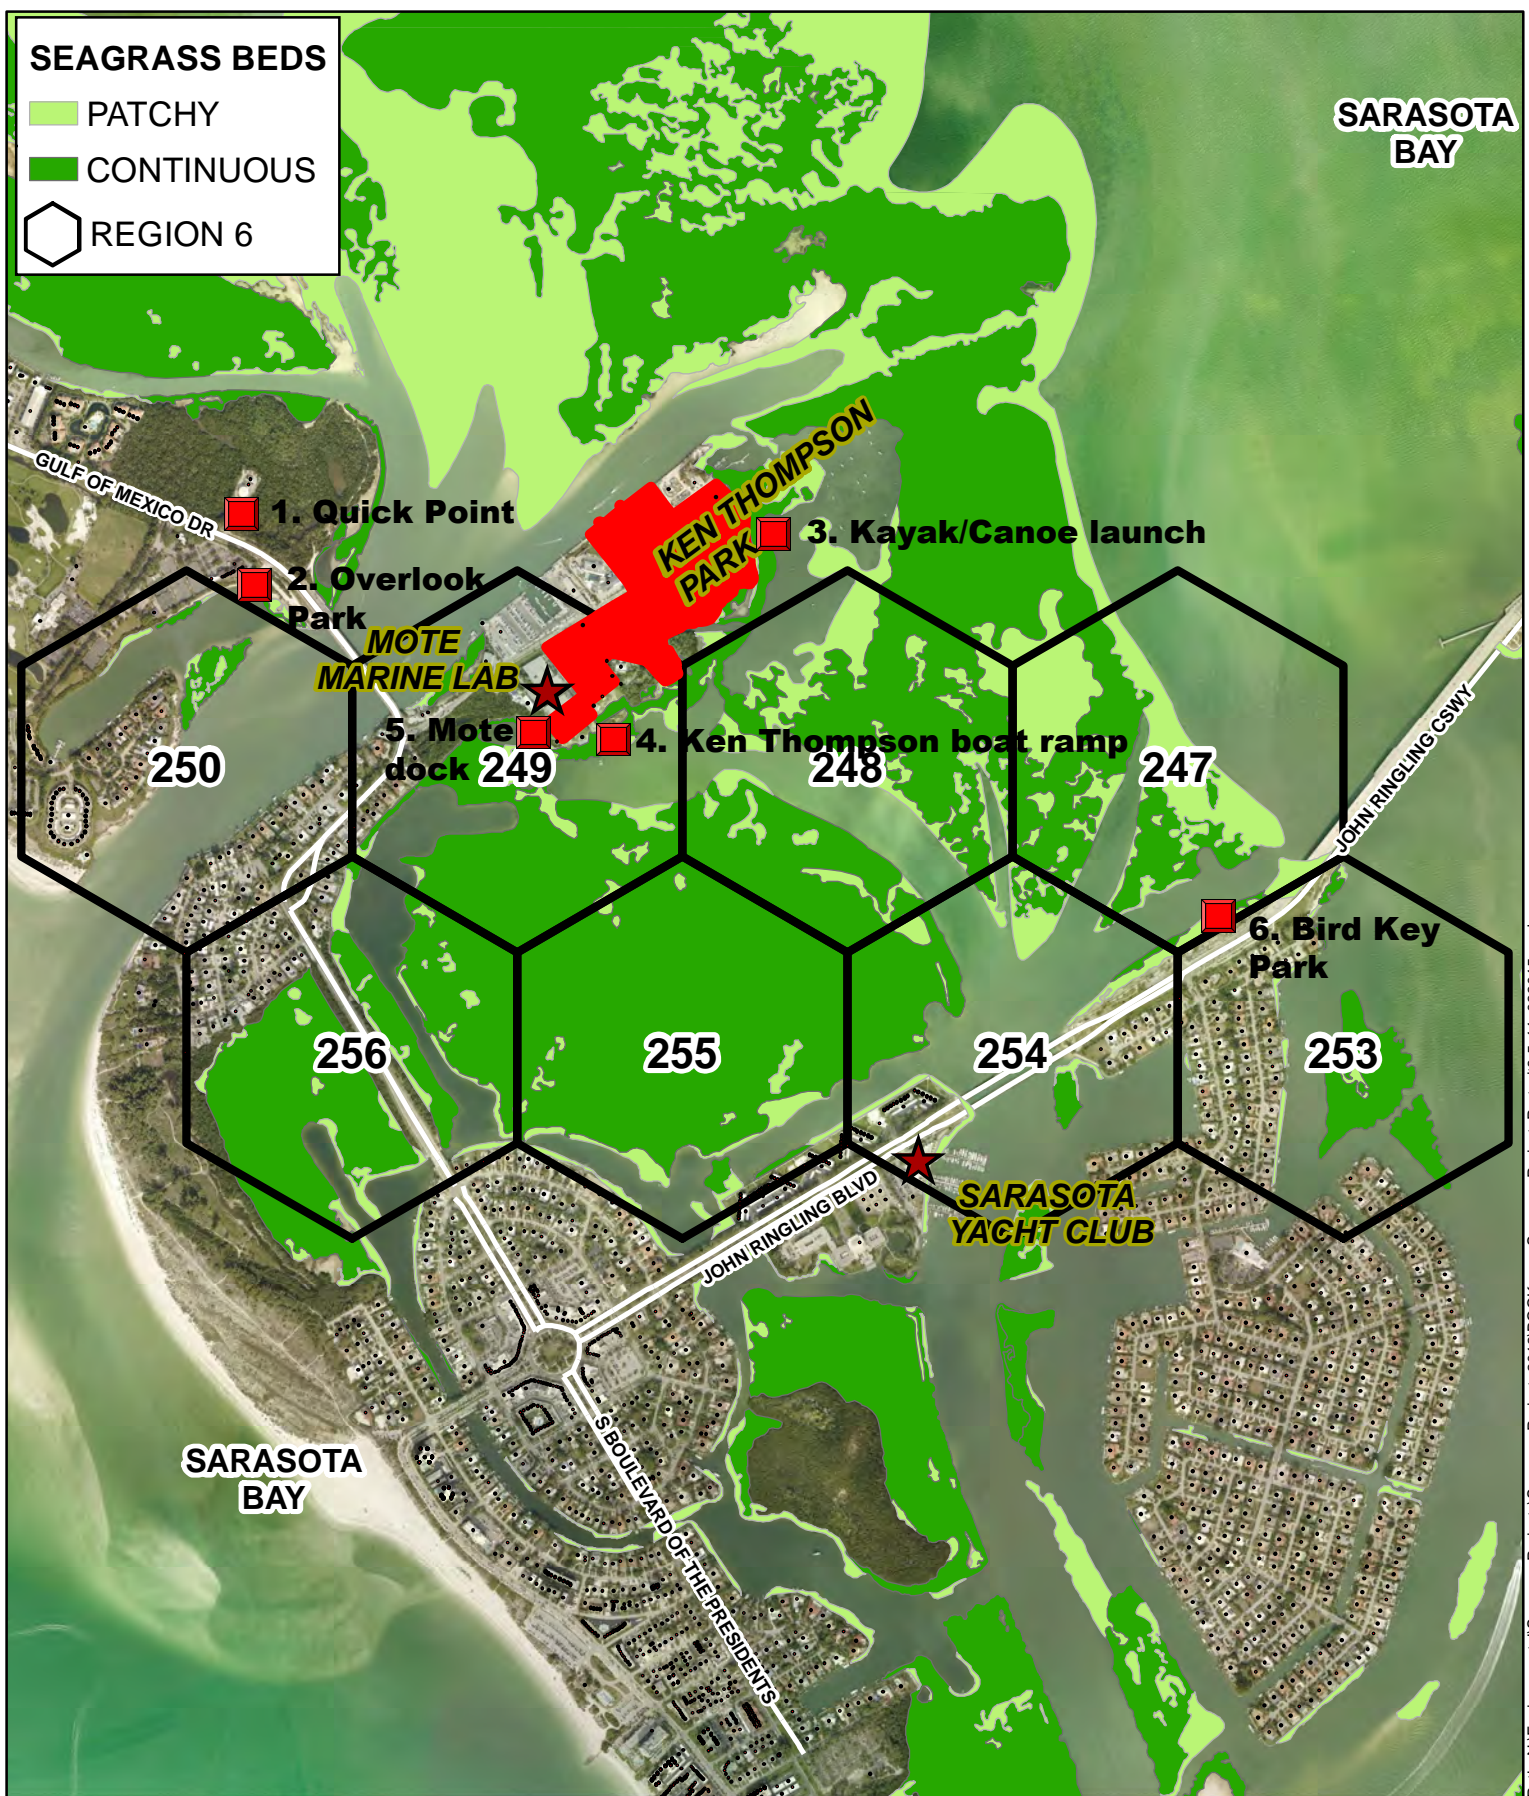 SEAGRASS BEDS
PATCHY
CONTINUOUS
REGION 6
SARASOTA
BAY
GULF OF MEXICO DR
1. Quick Point
KEN THOMPSON
PARK
3. Kayak/Canoe launch
2. Overlook
Park
MOTE
MARINE LAB
5. Mote
dock
4. Ken Thompson boat ramp
250
249
248
247
JOHN RINGLING CSWY
6. Bird Key
Park
256
255
254
253
SARASOTA
YACHT CLUB
JOHN RINGLING BLVD
S BOULEVARD OF THE PRESIDENTS
SARASOTA
BAY